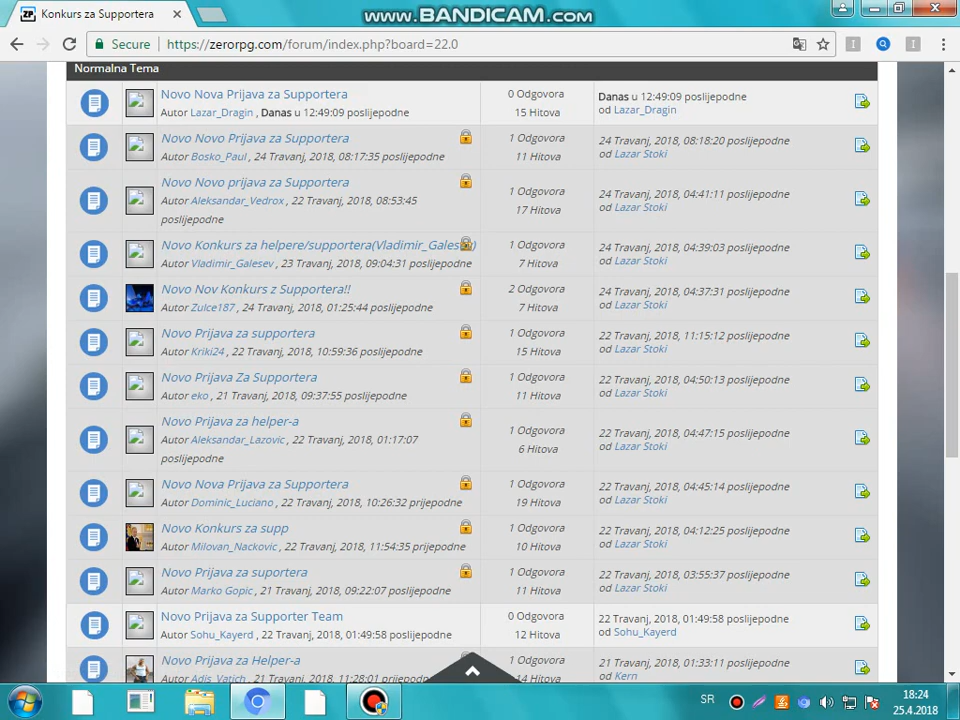 Konkurs za Supportera
www.BANDICAM.com
Secure
https://zerorpg.com/forum/index.php?board=22.0
Normalna Tema
Novo Nova Prijava za Supportera
Autor Lazar_Dragin , Danas u 12:49:09 poslijepodne
0 Odgovora
15 Hitova
Danas u 12:49:09 poslijepodne
od Lazar_Dragin
Novo Novo Prijava za Supportera
Autor Bosko_Paul , 24 Travanj, 2018, 08:17:35 poslijepodne
1 Odgovora
11 Hitova
24 Travanj, 2018, 08:18:20 poslijepodne
od Lazar Stoki
Novo Novo prijava za Supportera
Autor Aleksandar_Vedrox , 22 Travanj, 2018, 08:53:45
poslijepodne
1 Odgovora
17 Hitova
24 Travanj, 2018, 04:41:11 poslijepodne
od Lazar Stoki
Novo Konkurs za helpere/supportera(Vladimir_Galesev)
Autor Vladimir_Galesev , 23 Travanj, 2018, 09:04:31 poslijepodne
1 Odgovora
7 Hitova
24 Travanj, 2018, 04:39:03 poslijepodne
od Lazar Stoki
Novo Nov Konkurs z Supportera!!
Autor Zulce187 , 24 Travanj, 2018, 01:25:44 poslijepodne
2 Odgovora
7 Hitova
24 Travanj, 2018, 04:37:31 poslijepodne
od Lazar Stoki
Novo Prijava za supportera
Autor Kriki24 , 22 Travanj, 2018, 10:59:36 poslijepodne
1 Odgovora
15 Hitova
22 Travanj, 2018, 11:15:12 poslijepodne
od Lazar Stoki
Novo Prijava Za Supportera
Autor eko , 21 Travanj, 2018, 09:37:55 poslijepodne
1 Odgovora
11 Hitova
22 Travanj, 2018, 04:50:13 poslijepodne
od Lazar Stoki
Novo Prijava za helper-a
Autor Aleksandar_Lazovic , 22 Travanj, 2018, 01:17:07
poslijepodne
1 Odgovora
6 Hitova
22 Travanj, 2018, 04:47:15 poslijepodne
od Lazar Stoki
Novo Nova Prijava za Supportera
Autor Dominic_Luciano , 22 Travanj, 2018, 10:26:32 prijepodne
1 Odgovora
19 Hitova
22 Travanj, 2018, 04:45:14 poslijepodne
od Lazar Stoki
Novo Konkurs za supp
Autor Milovan_Nackovic , 22 Travanj, 2018, 11:54:35 prijepodne
1 Odgovora
10 Hitova
22 Travanj, 2018, 04:12:25 poslijepodne
od Lazar Stoki
Novo Prijava za suportera
Autor Marko Gopic , 21 Travanj, 2018, 09:22:07 poslijepodne
1 Odgovora
11 Hitova
22 Travanj, 2018, 03:55:37 poslijepodne
od Lazar Stoki
Novo Prijava za Supporter Team
Autor Sohu_Kayerd , 22 Travanj, 2018, 01:49:58 poslijepodne
0 Odgovora
12 Hitova
22 Travanj, 2018, 01:49:58 poslijepodne
od Sohu_Kayerd
Novo Prijava za Helper-a
Autor Adis_Vatich , 21 Travanj, 2018, 11:28:01 prijepodne
1 Odgovora
14 Hitova
21 Travanj, 2018, 01:33:11 poslijepodne
od Kern
SR
18:24
25.4.2018